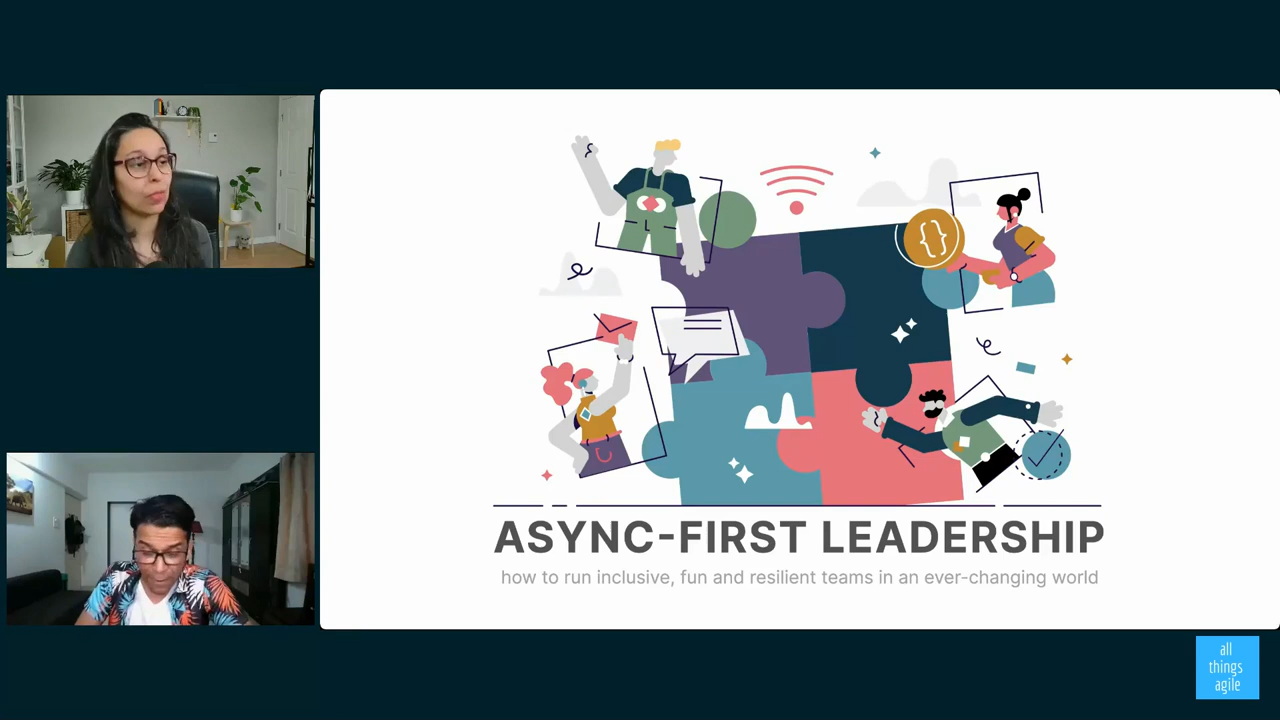 {}
ASYNC-FIRST LEADERSHIP
how to run inclusive, fun and resilient teams in an ever-changing world
all
things
agile